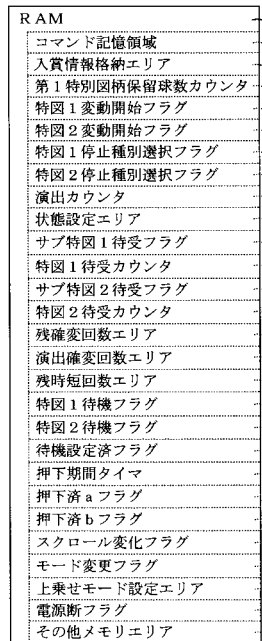 RAM
コマンド記憶領域
入賞情報格納エリア
第1特別図柄保留球数カウンタ
特図1変動開始フラグ
特図2変動開始フラグ
特図1停止種別選択フラグ
特図2停止種別選択フラグ
演出カウンタ
状態設定エリア
サブ特図1待受フラグ
特図1待受カウンタ
サブ特図2待受フラグ
特図2待受カウンタ
残確変回数エリア
演出確変回数エリア
残時短回数エリア
特図1待機フラグ
特図2待機フラグ
待機設定済フラグ
押下期間タイマ
押下済aフラグ
押下済bフラグ
スクロール変化フラグ
モード変更フラグ
上乗せモード設定エリア
電源断フラグ
その他メモリエリア